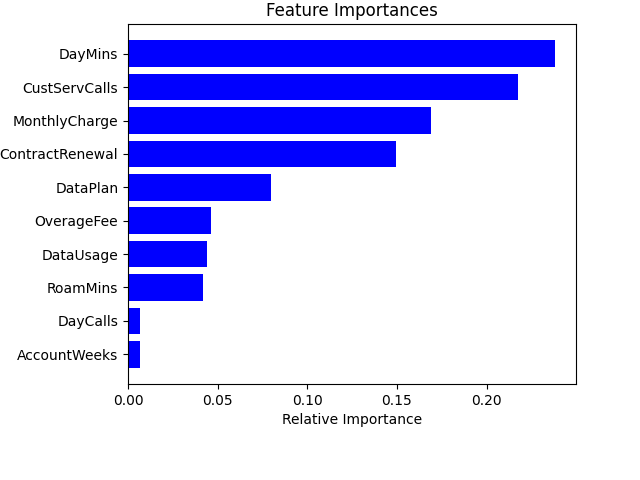 Feature Importances
DayMins
CustServCalls
MonthlyCharge
ContractRenewal
DataPlan
OverageFee
DataUsage
RoamMins
DayCalls
AccountWeeks
0.00 0.05 0.10 0.15 0.20
Relative Importance